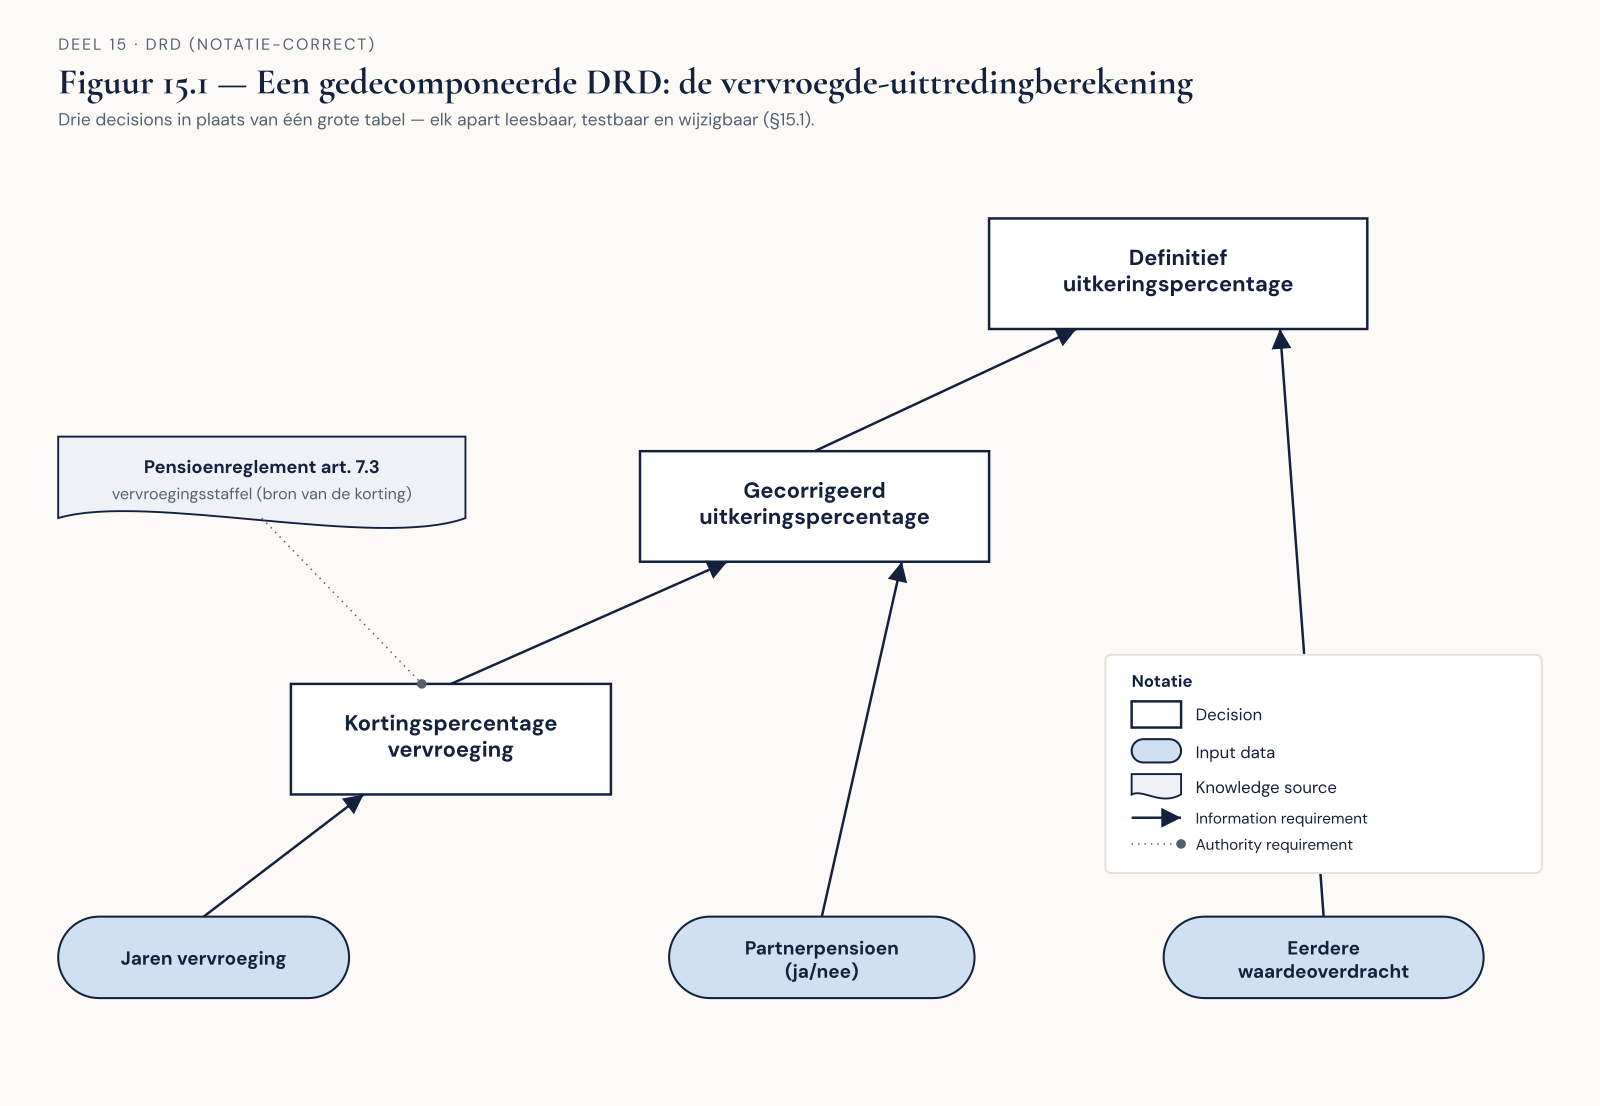 DEEL 15 · DRD (NOTATIE-CORRECT)
Figuur 15.1 — Een gedecomponeerde DRD: de vervroegde-uittredingberekening
Drie decisions in plaats van één grote tabel — elk apart leesbaar, testbaar en wijzigbaar (§15.1).
Definitief
uitkeringspercentage
Pensioenreglement art. 7.3
vervroegingsstaffel (bron van de korting)
Gecorrigeerd
uitkeringspercentage
Kortingspercentage
vervroeging
Notatie
Decision
Input data
Knowledge source
Information requirement
Authority requirement
Jaren vervroeging
Partnerpensioen
(ja/nee)
Eerdere
waardeoverdracht